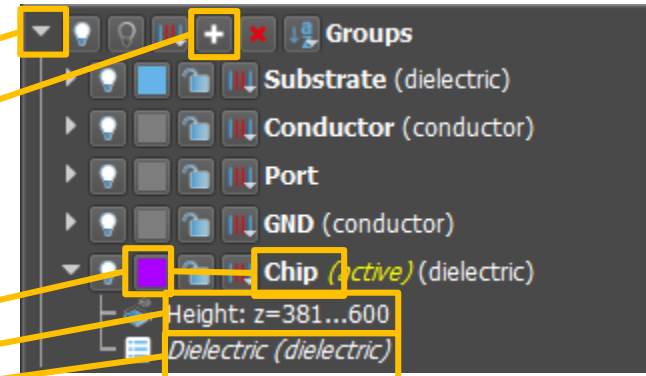 Groups
Substrate (dielectric)
Conductor (conductor)
Port
GND (conductor)
Chip (active) (dielectric)
Height: z=381...600
Dielectric (dielectric)